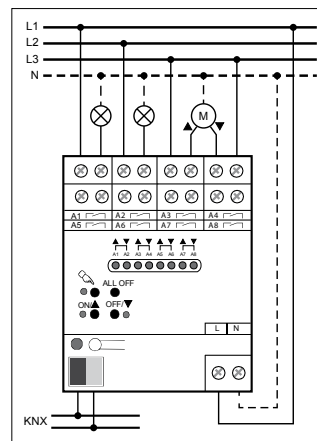 L1
L2
L3
N
M
A1 A2 A3 A4
A5 A6 A7 A8
A1 A2 A3 A4 A5 A6 A7 A8
ALL OFF
ON/▲ OFF/▼
L N
KNX